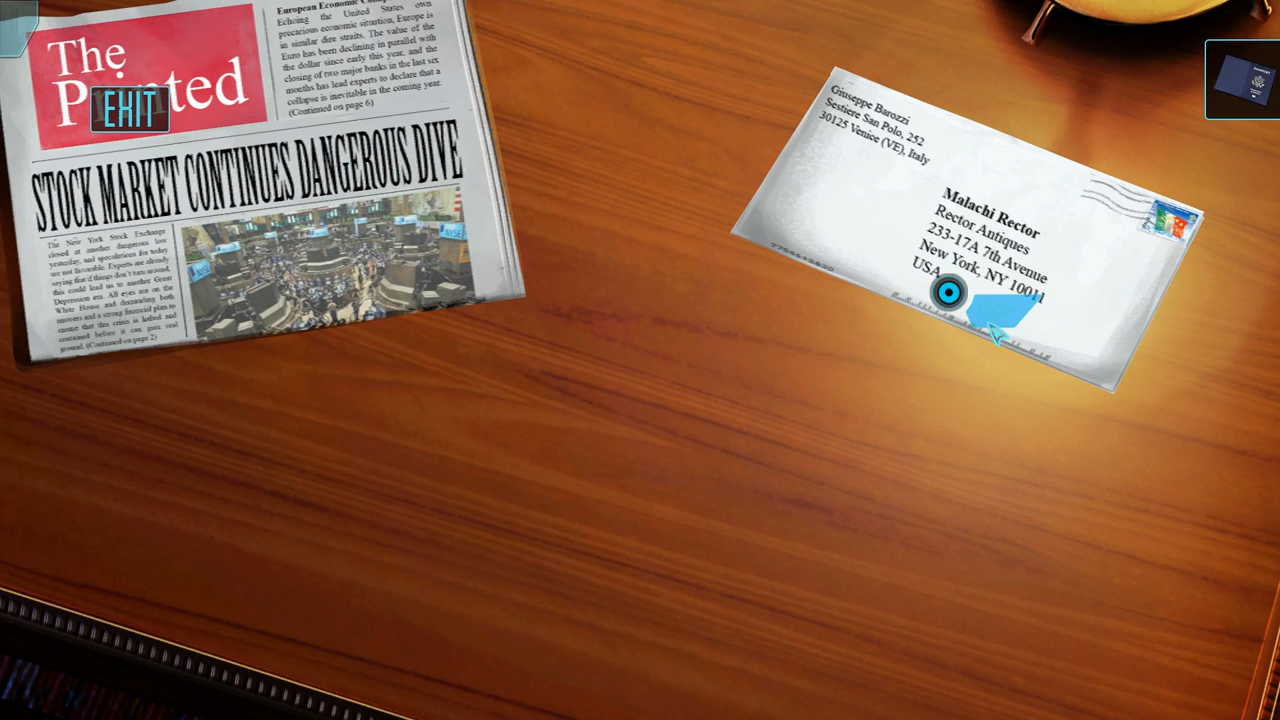 The
P nted
EXIT
European Economic
Echoing the United States own
precarious economic situation, Europe is
in similar dire straits. The value of the
Euro has been declining in parallel with
the dollar since early this year, and the
closing of two major banks in the last six
months has lead experts to declare that a
collapse is inevitable in the coming year.
(Continued on page 6)
STOCK MARKET CONTINUES DANGEROUS DIVE
The New York Stock Exchange
closed at another dangerous low
yesterday, and speculations for today
are not favorable. Experts are already
saying that if things don't turn around,
this could lead us to another Great
Depression era. All eyes are on the
White House and demanding both
answers and a strong financial plan to
ensure that this crisis is halted and
contained before it can gain real
ground. (Continued on page 2)
NYSE
NYSE
Giuseppe Barozzi
Sestiere San Polo, 252
30125 Venice (VE), Italy
Malachi Rector
Rector Antiques
233-17A 7th Avenue
New York, NY 10011
USA